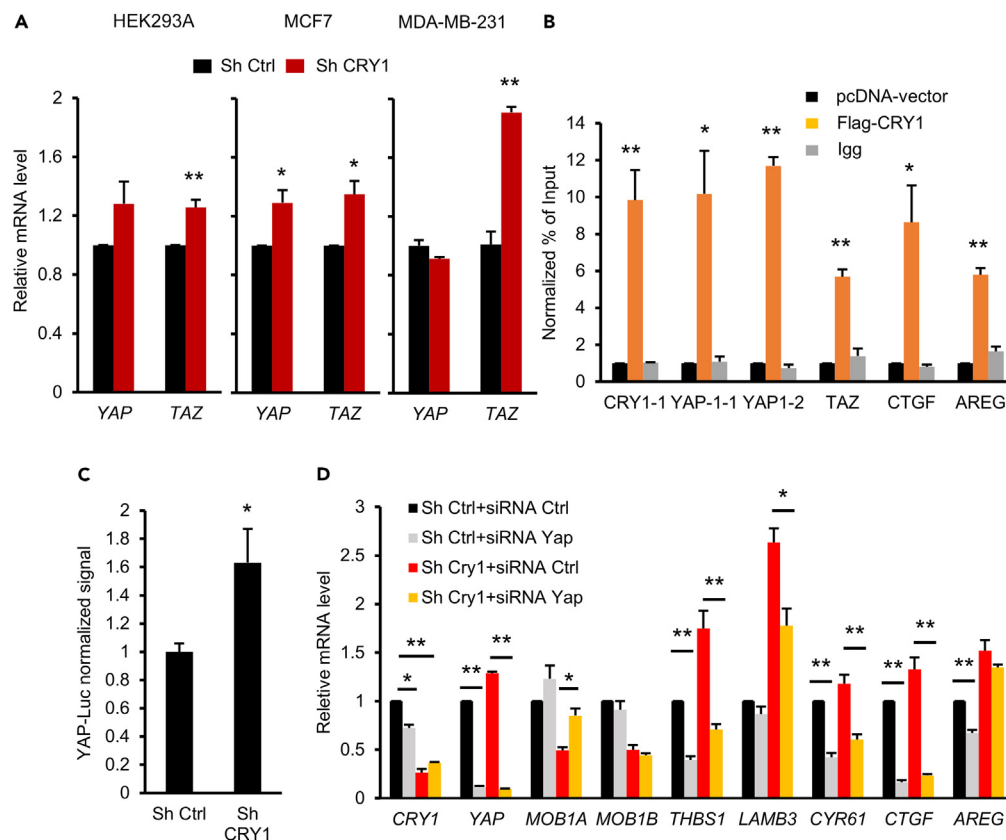 A
HEK293A MCF7 MDA-MB-231
Sh Ctrl Sh CRY1
Relative mRNA level
2
1.6
1.2
0.8
0.4
0
** * * **
YAP TAZ YAP TAZ YAP TAZ
B
pcDNA-vector
Flag-CRY1
Igg
Normalized % of Input
14
12
10
8
6
4
2
0
** * ** ** * **
CRY1-1 YAP-1-1 YAP1-2 TAZ CTGF AREG
C
YAP-Luc normalized signal
2
1.8
1.6
1.4
1.2
1
0.8
0.6
0.4
0.2
0
*
Sh Ctrl Sh
CRY1
D
Sh Ctrl+siRNA Ctrl
Sh Ctrl+siRNA Yap
Sh Cry1+siRNA Ctrl
Sh Cry1+siRNA Yap
Reletive mRNA level
3
2.5
2
1.5
1
0.5
0
** * ** ** * ** ** * ** ** ** ** **
CRY1 YAP MOB1A MOB1B THBS1 LAMB3 CYR61 CTGF AREG